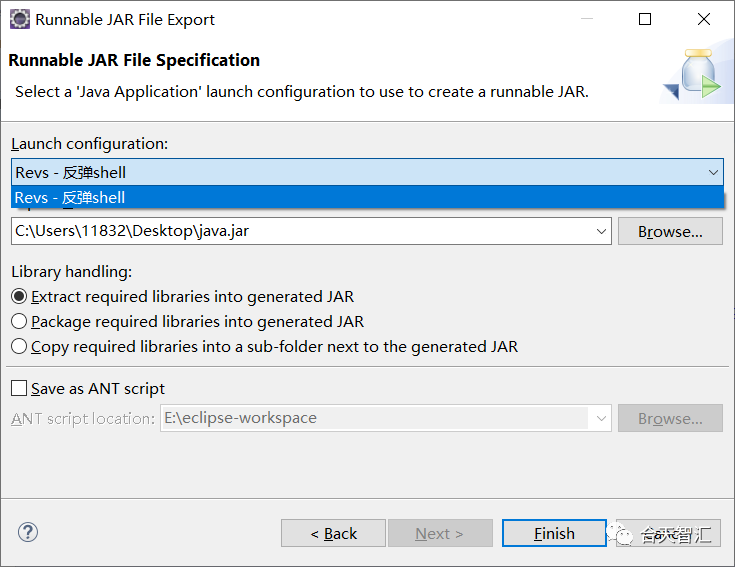 Runnable JAR File Export
Runnable JAR File Specification
Select a 'Java Application' launch configuration to use to create a runnable JAR.
Launch configuration:
Revs - 反弹shell
Revs - 反弹shell
C:\Users\11832\Desktop\java.jar
Browse...
Library handling:
Extract required libraries into generated JAR
Package required libraries into generated JAR
Copy required libraries into a sub-folder next to the generated JAR
Save as ANT script
ANT script location:
E:\eclipse-workspace
Browse...
?
< Back
Next >
Finish
台天智汇